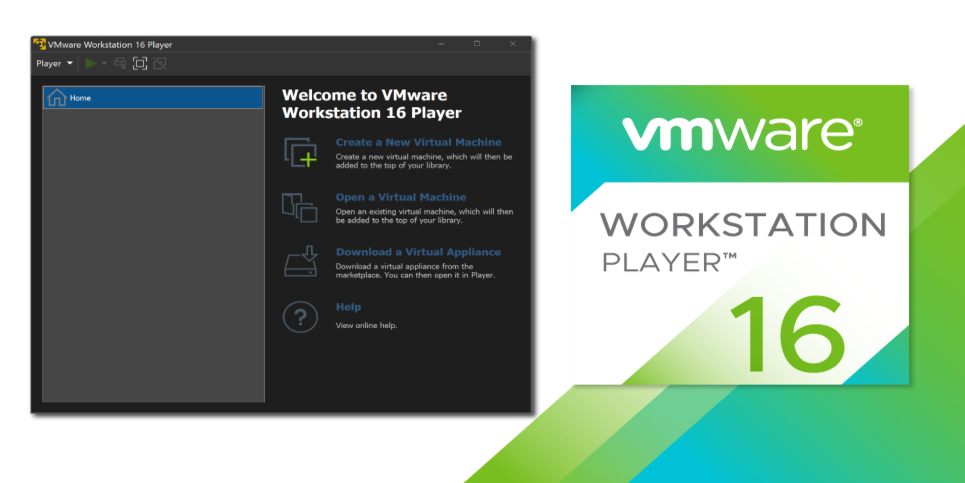 VMware Workstation 16 Player
Player
Home
Welcome to VMware
Workstation 16 Player
Create a New Virtual Machine
Create a new virtual machine, which will then be
added to the top of your library.
Open a Virtual Machine
Open an existing virtual machine, which will then
be added to the top of your library.
Download a Virtual Appliance
Download a virtual appliance from the
marketplace. You can then open it in Player.
Help
View online help.
vmware®
WORKSTATION
PLAYER™
16